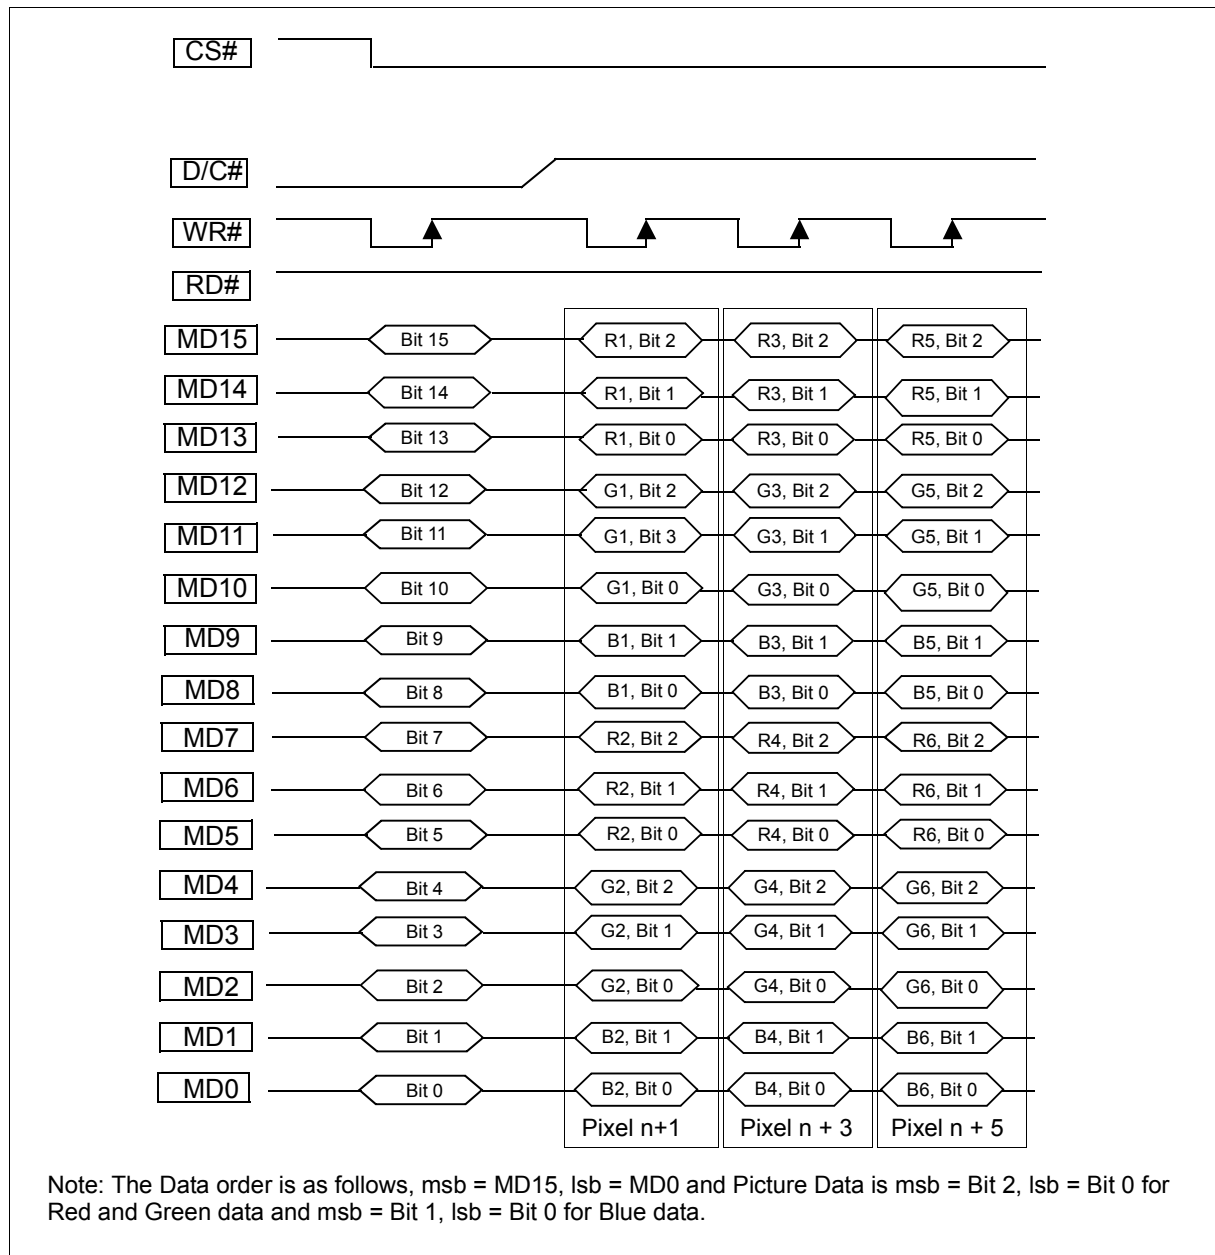 CS#
D/C#
WR#
RD#
MD15 Bit 15 R1, Bit 2 R3, Bit 2 R5, Bit 2
MD14 Bit 14 R1, Bit 1 R3, Bit 1 R5, Bit 1
MD13 Bit 13 R1, Bit 0 R3, Bit 0 R5, Bit 0
MD12 Bit 12 G1, Bit 2 G3, Bit 2 G5, Bit 2
MD11 Bit 11 G1, Bit 3 G3, Bit 1 G5, Bit 1
MD10 Bit 10 G1, Bit 0 G3, Bit 0 G5, Bit 0
MD9 Bit 9 B1, Bit 1 B3, Bit 1 B5, Bit 1
MD8 Bit 8 B1, Bit 0 B3, Bit 0 B5, Bit 0
MD7 Bit 7 R2, Bit 2 R4, Bit 2 R6, Bit 2
MD6 Bit 6 R2, Bit 1 R4, Bit 1 R6, Bit 1
MD5 Bit 5 R2, Bit 0 R4, Bit 0 R6, Bit 0
MD4 Bit 4 G2, Bit 2 G4, Bit 2 G6, Bit 2
MD3 Bit 3 G2, Bit 1 G4, Bit 1 G6, Bit 1
MD2 Bit 2 G2, Bit 0 G4, Bit 0 G6, Bit 0
MD1 Bit 1 B2, Bit 1 B4, Bit 1 B6, Bit 1
MD0 Bit 0 B2, Bit 0 B4, Bit 0 B6, Bit 0
Pixel n+1 Pixel n + 3 Pixel n + 5
Note: The Data order is as follows, msb = MD15, lsb = MD0 and Picture Data is msb = Bit 2, lsb = Bit 0 for
Red and Green data and msb = Bit 1, lsb = Bit 0 for Blue data.